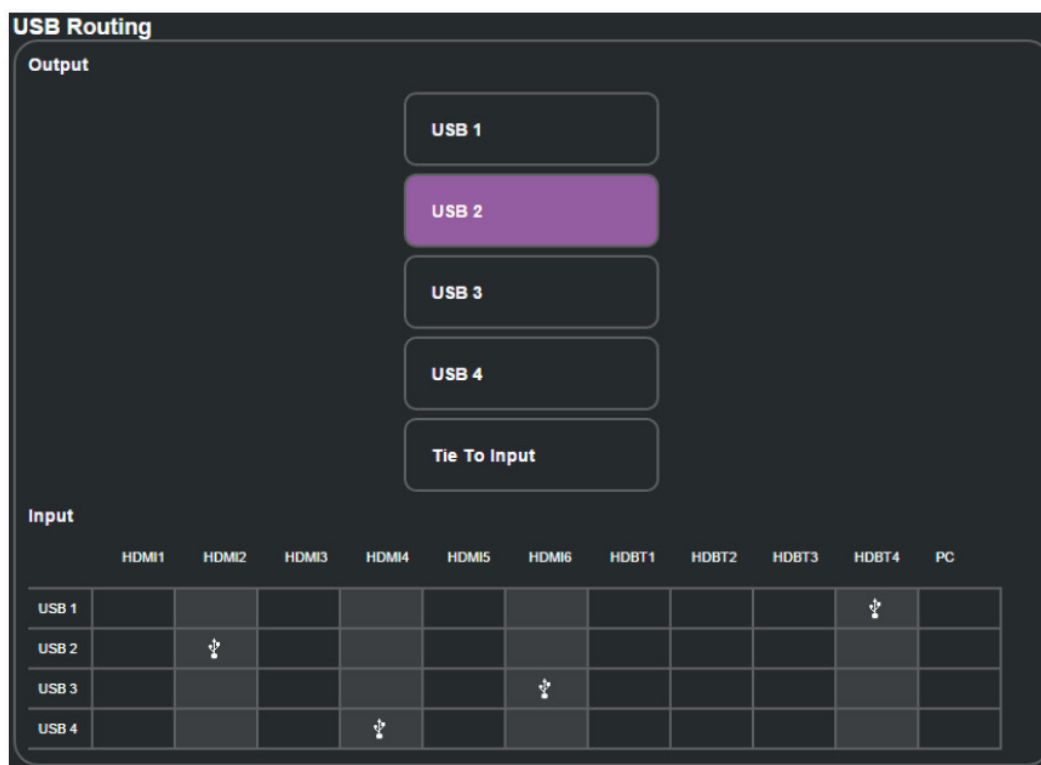 USB Routing
Output
USB 1
USB 2
USB 3
USB 4
Tie To Input
Input
HDMI1 HDMI2 HDMI3 HDMI4 HDMI5 HDMI6 HDBT1 HDBT2 HDBT3 HDBT4 PC
USB 1
USB 2
USB 3
USB 4